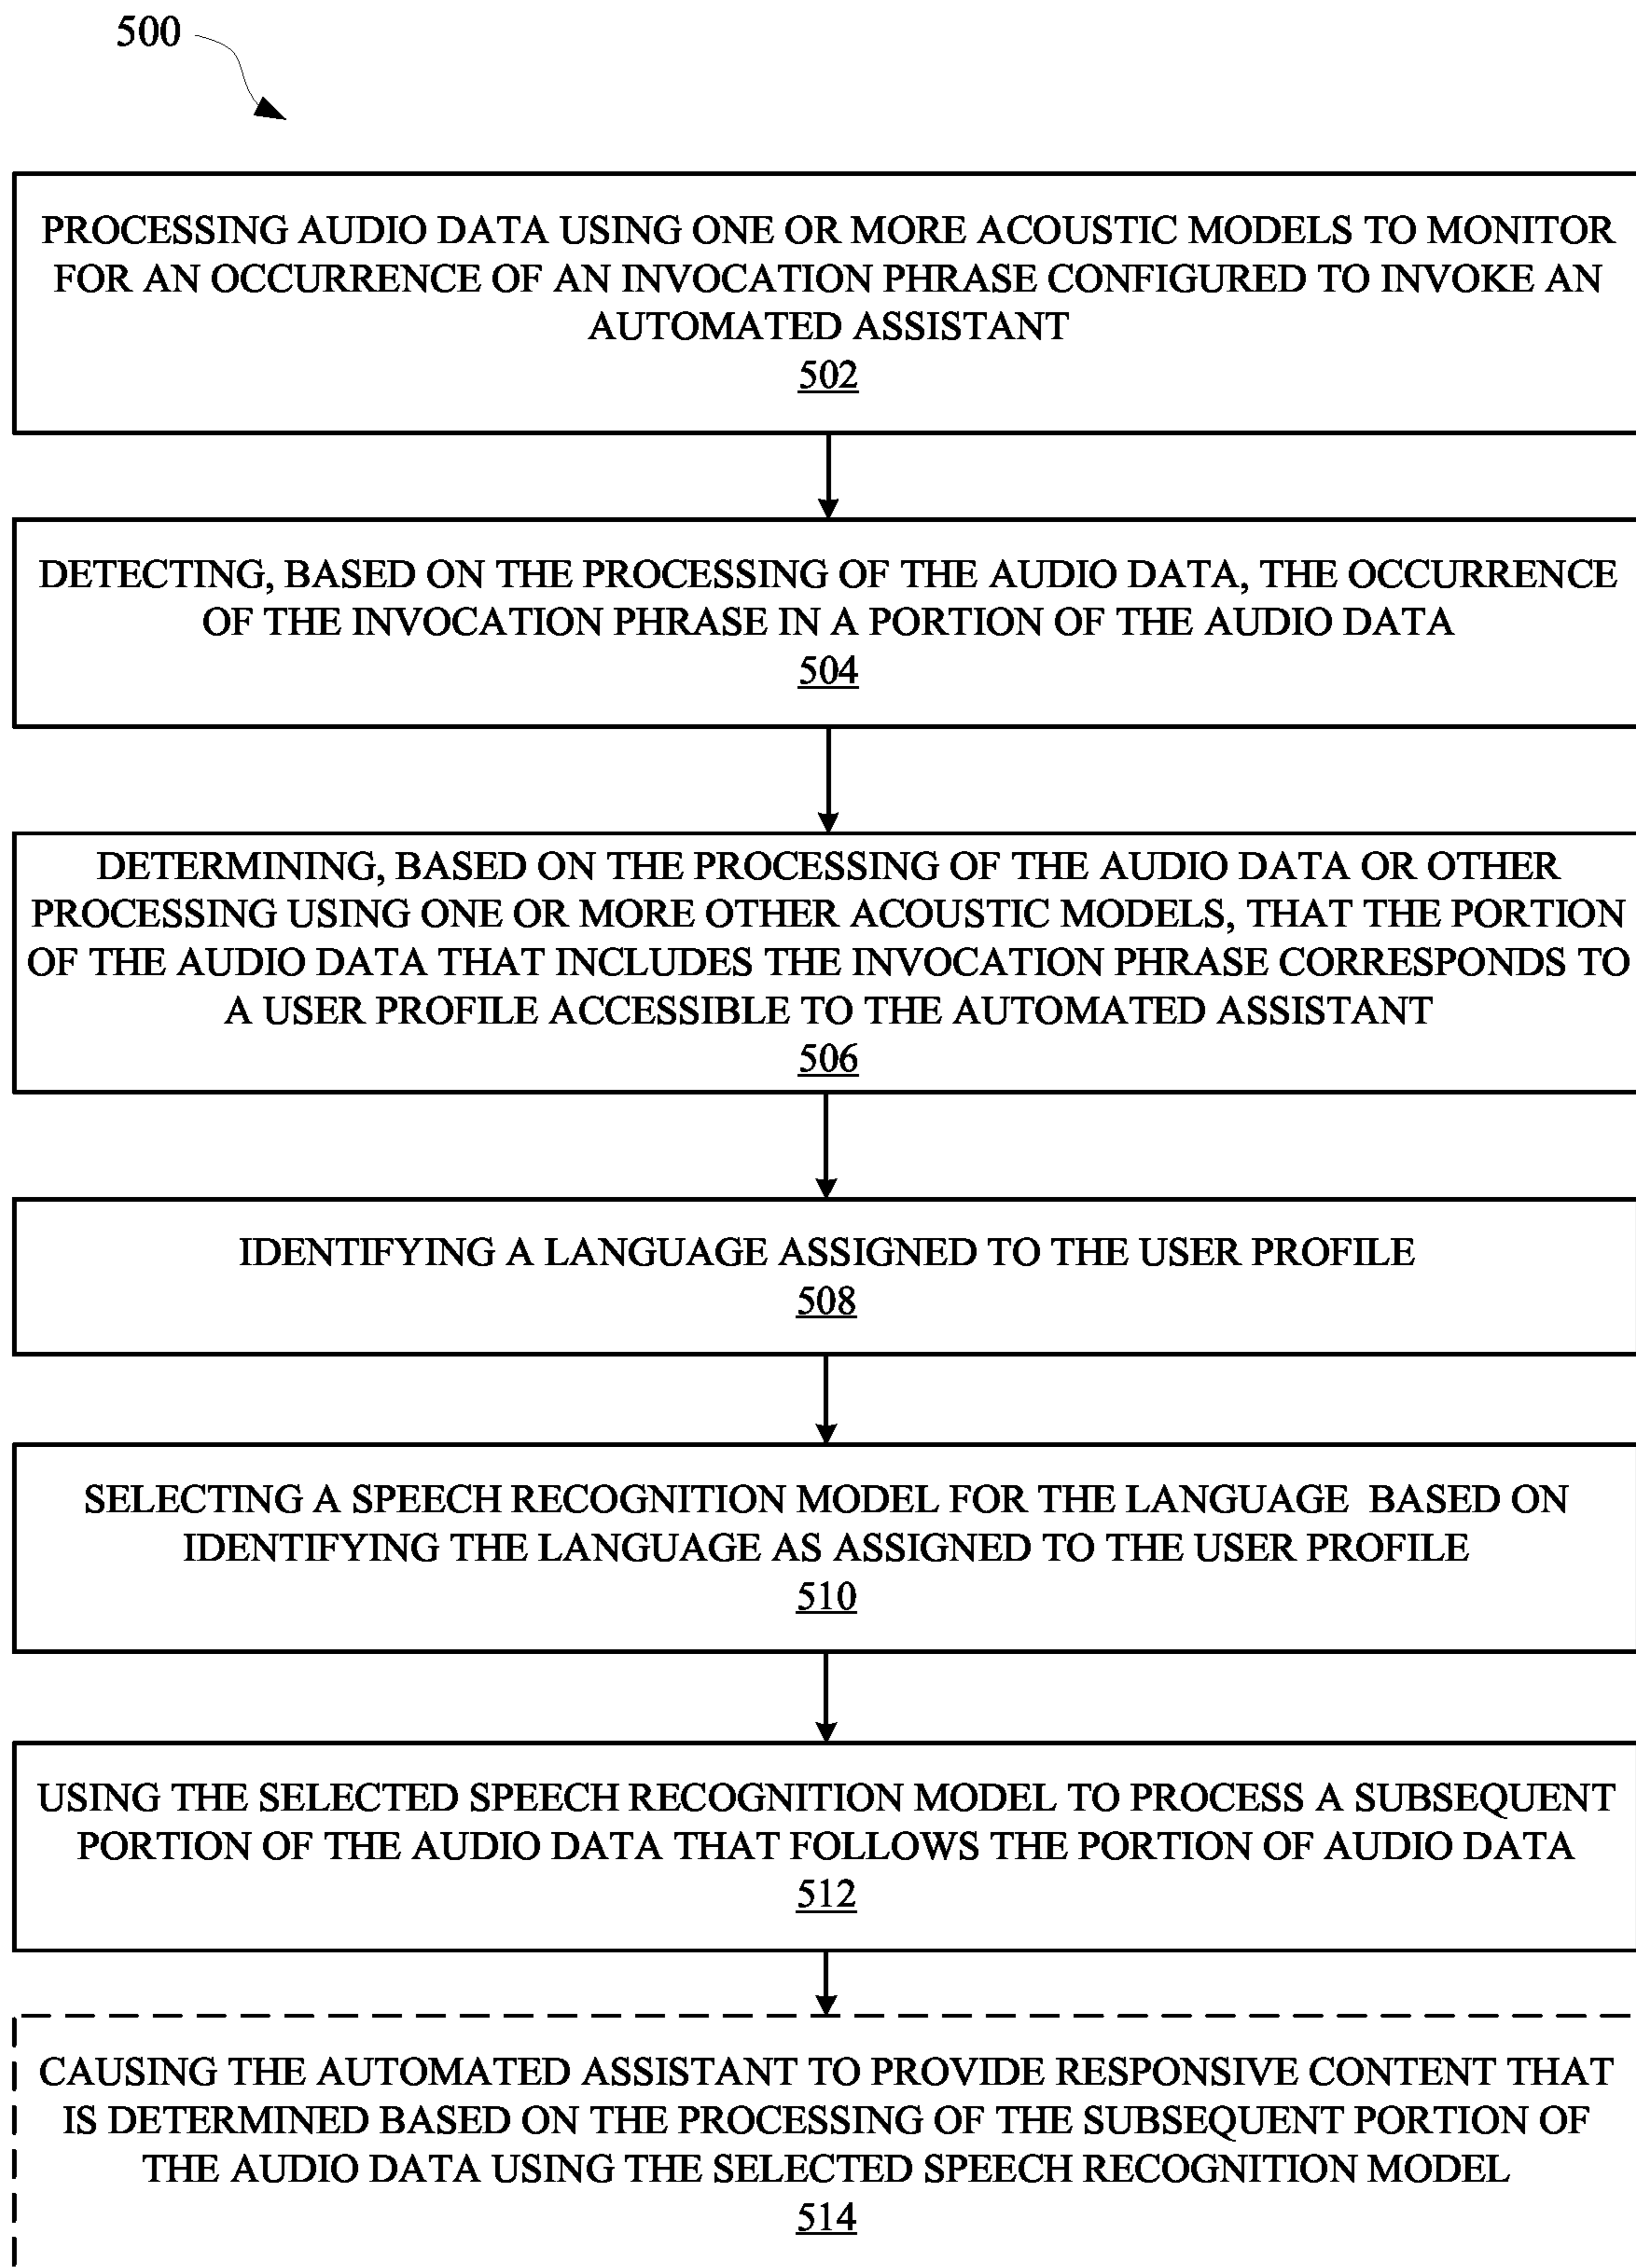 500
PROCESSING AUDIO DATA USING ONE OR MORE ACOUSTIC MODELS TO MONITOR
FOR AN OCCURRENCE OF AN INVOCATION PHRASE CONFIGURED TO INVOKE AN
AUTOMATED ASSISTANT
502
DETECTING, BASED ON THE PROCESSING OF THE AUDIO DATA, THE OCCURRENCE
OF THE INVOCATION PHRASE IN A PORTION OF THE AUDIO DATA
504
DETERMINING, BASED ON THE PROCESSING OF THE AUDIO DATA OR OTHER
PROCESSING USING ONE OR MORE OTHER ACOUSTIC MODELS, THAT THE PORTION
OF THE AUDIO DATA THAT INCLUDES THE INVOCATION PHRASE CORRESPONDS TO
A USER PROFILE ACCESSIBLE TO THE AUTOMATED ASSISTANT
506
IDENTIFYING A LANGUAGE ASSIGNED TO THE USER PROFILE
508
SELECTING A SPEECH RECOGNITION MODEL FOR THE LANGUAGE BASED ON
IDENTIFYING THE LANGUAGE AS ASSIGNED TO THE USER PROFILE
510
USING THE SELECTED SPEECH RECOGNITION MODEL TO PROCESS A SUBSEQUENT
PORTION OF THE AUDIO DATA THAT FOLLOWS THE PORTION OF AUDIO DATA
512
CAUSING THE AUTOMATED ASSISTANT TO PROVIDE RESPONSIVE CONTENT THAT
IS DETERMINED BASED ON THE PROCESSING OF THE SUBSEQUENT PORTION OF
THE AUDIO DATA USING THE SELECTED SPEECH RECOGNITION MODEL
514